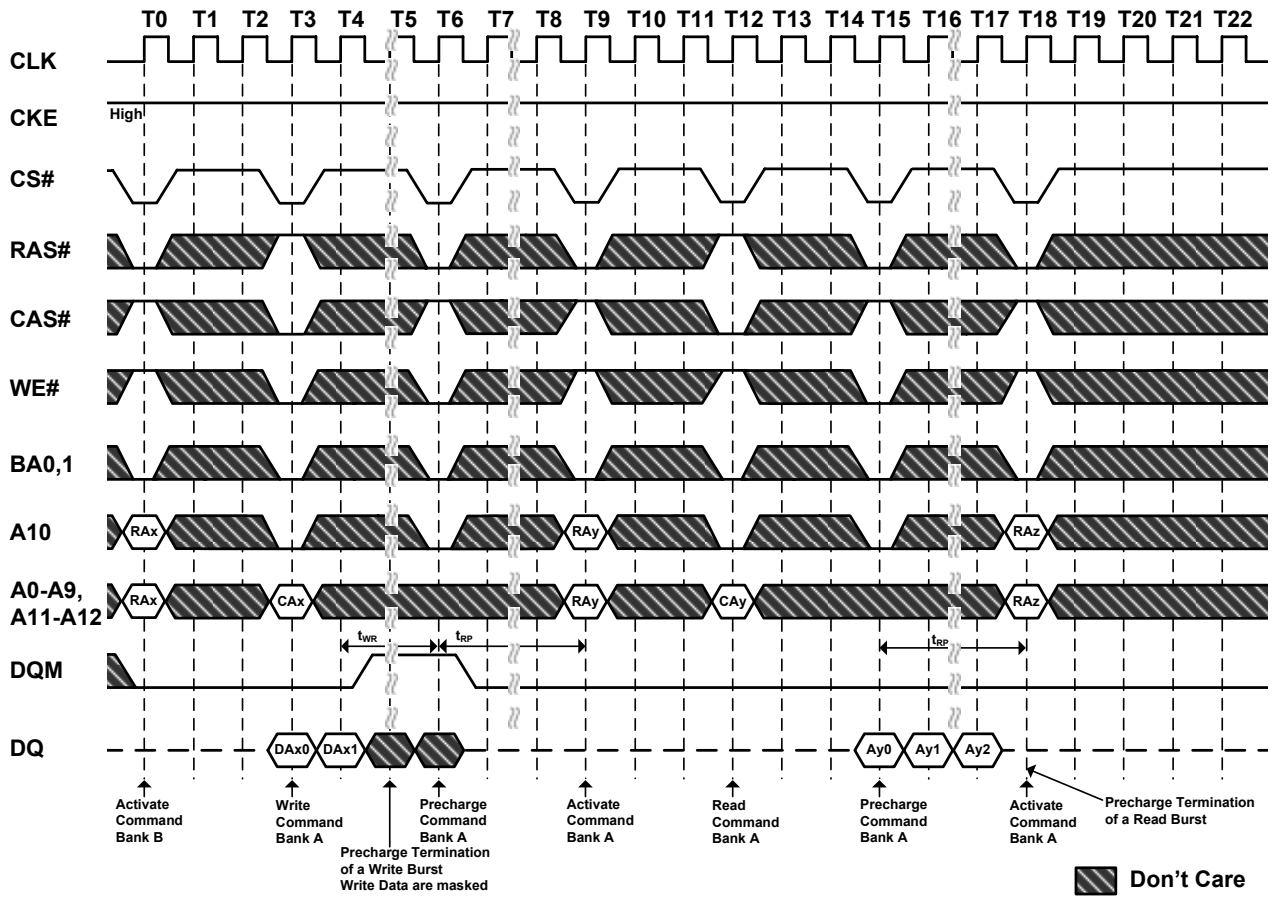 T0 T1 T2 T3 T4 T5 T6 T7 T8 T9 T10 T11 T12 T13 T14 T15 T16 T17 T18 T19 T20 T21 T22
CLK
CKE
High
CS#
RAS#
CAS#
WE#
BA0,1
A10
RAx RAy RAz
A0-A9,
A11-A12
RAx CAx RAy CAy RAz
tWR tRP tRP
DQM
DQ
DAx0 DAx1 Ay0 Ay1 Ay2
Activate
Command
Bank B
Write
Command
Bank A
Precharge Termination
of a Write Burst
Write Data are masked
Precharge
Command
Bank A
Activate
Command
Bank A
Read
Command
Bank A
Precharge
Command
Bank A
Activate
Command
Bank A
Precharge Termination
of a Read Burst
Don't Care